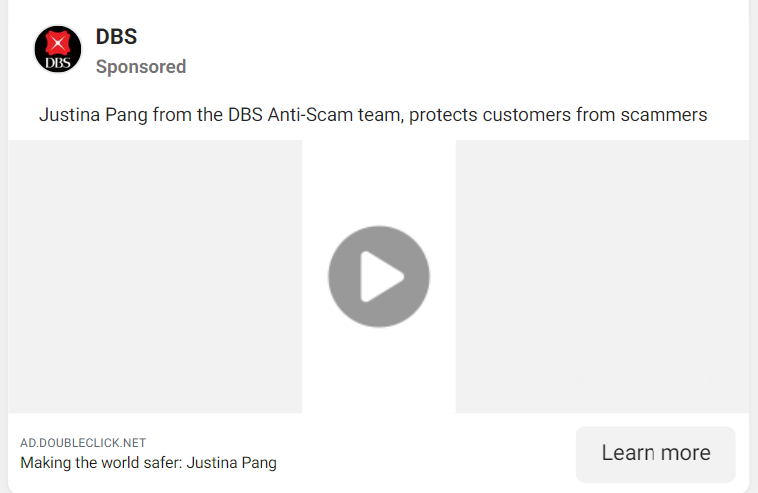 DBS
DBS
Sponsored
Justina Pang from the DBS Anti-Scam team, protects customers from scammers
AD.DOUBLECLICK.NET
Making the world safer: Justina Pang
Learn more